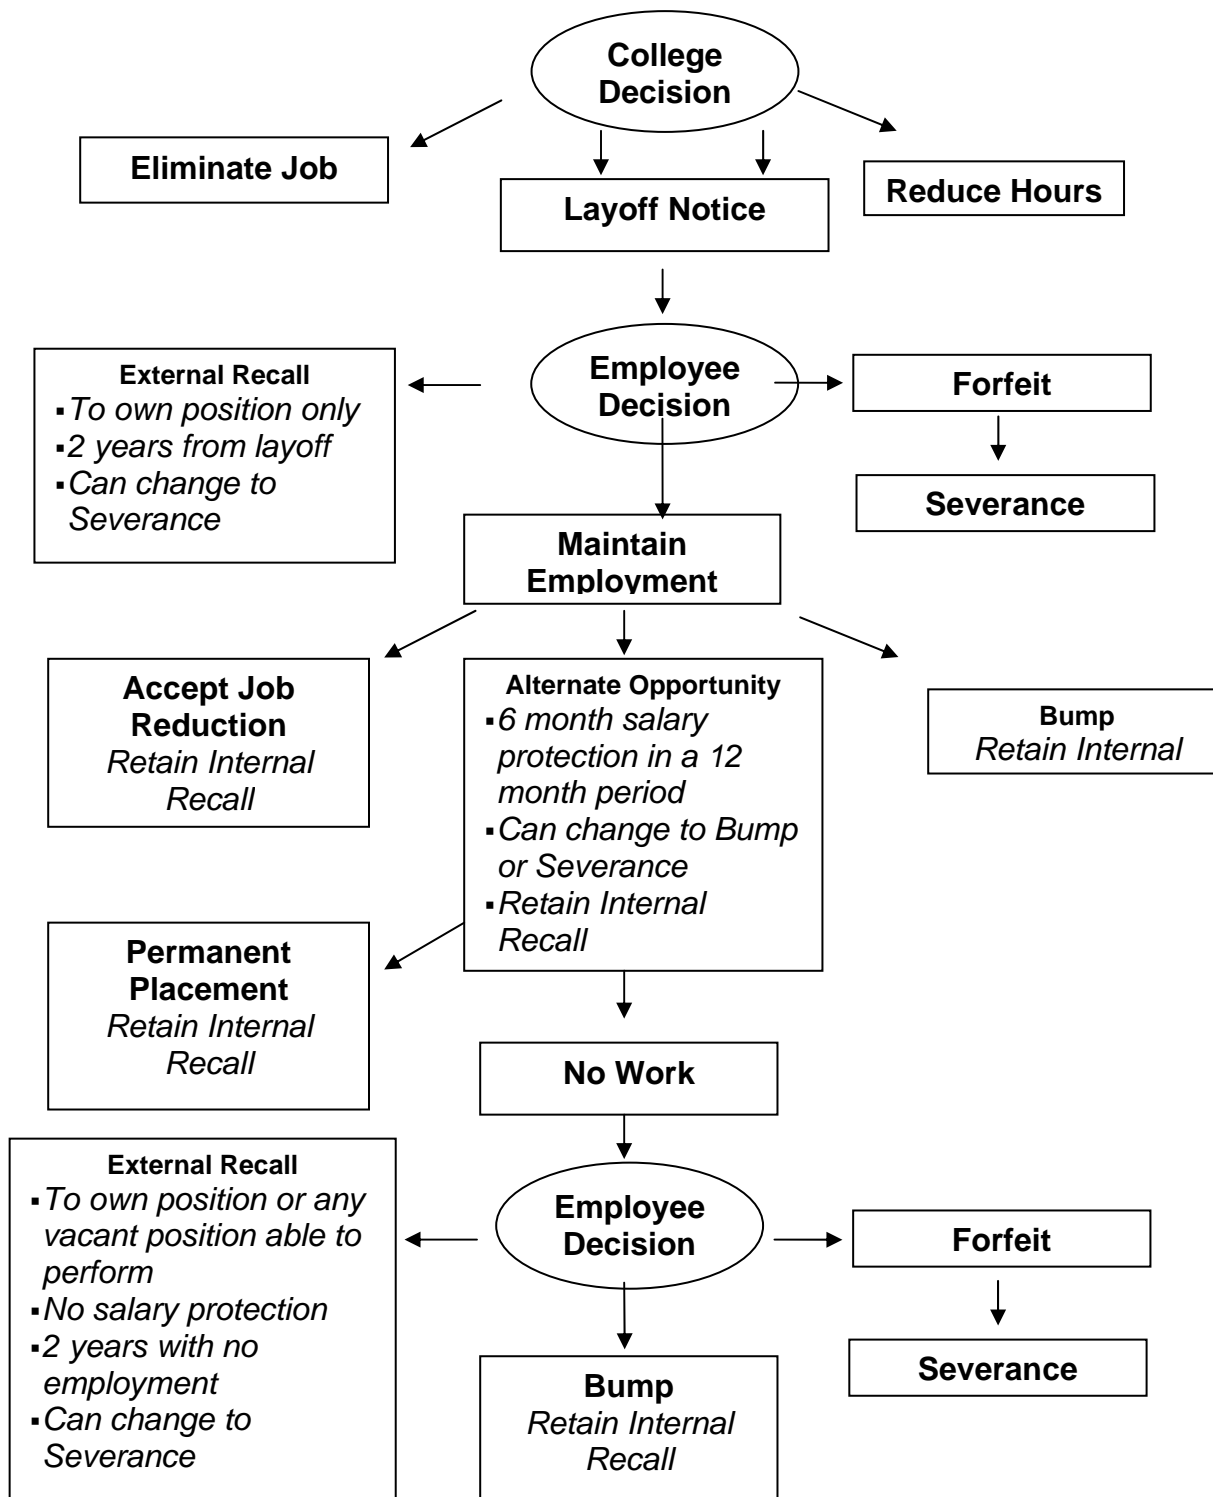 College
Decision
Eliminate Job
Layoff Notice
Reduce Hours
External Recall
▪To own position only
▪2 years from layoff
▪Can change to
Severance
Employee
Decision
Forfeit
Severance
Maintain
Employment
Accept Job
Reduction
Retain Internal
Recall
Alternate Opportunity
▪6 month salary
protection in a 12
month period
▪Can change to Bump
or Severance
▪Retain Internal
Recall
Bump
Retain Internal
Permanent
Placement
Retain Internal
Recall
No Work
External Recall
▪To own position or any
vacant position able to
perform
▪No salary protection
▪2 years with no
employment
▪Can change to
Severance
Employee
Decision
Forfeit
Severance
Bump
Retain Internal
Recall